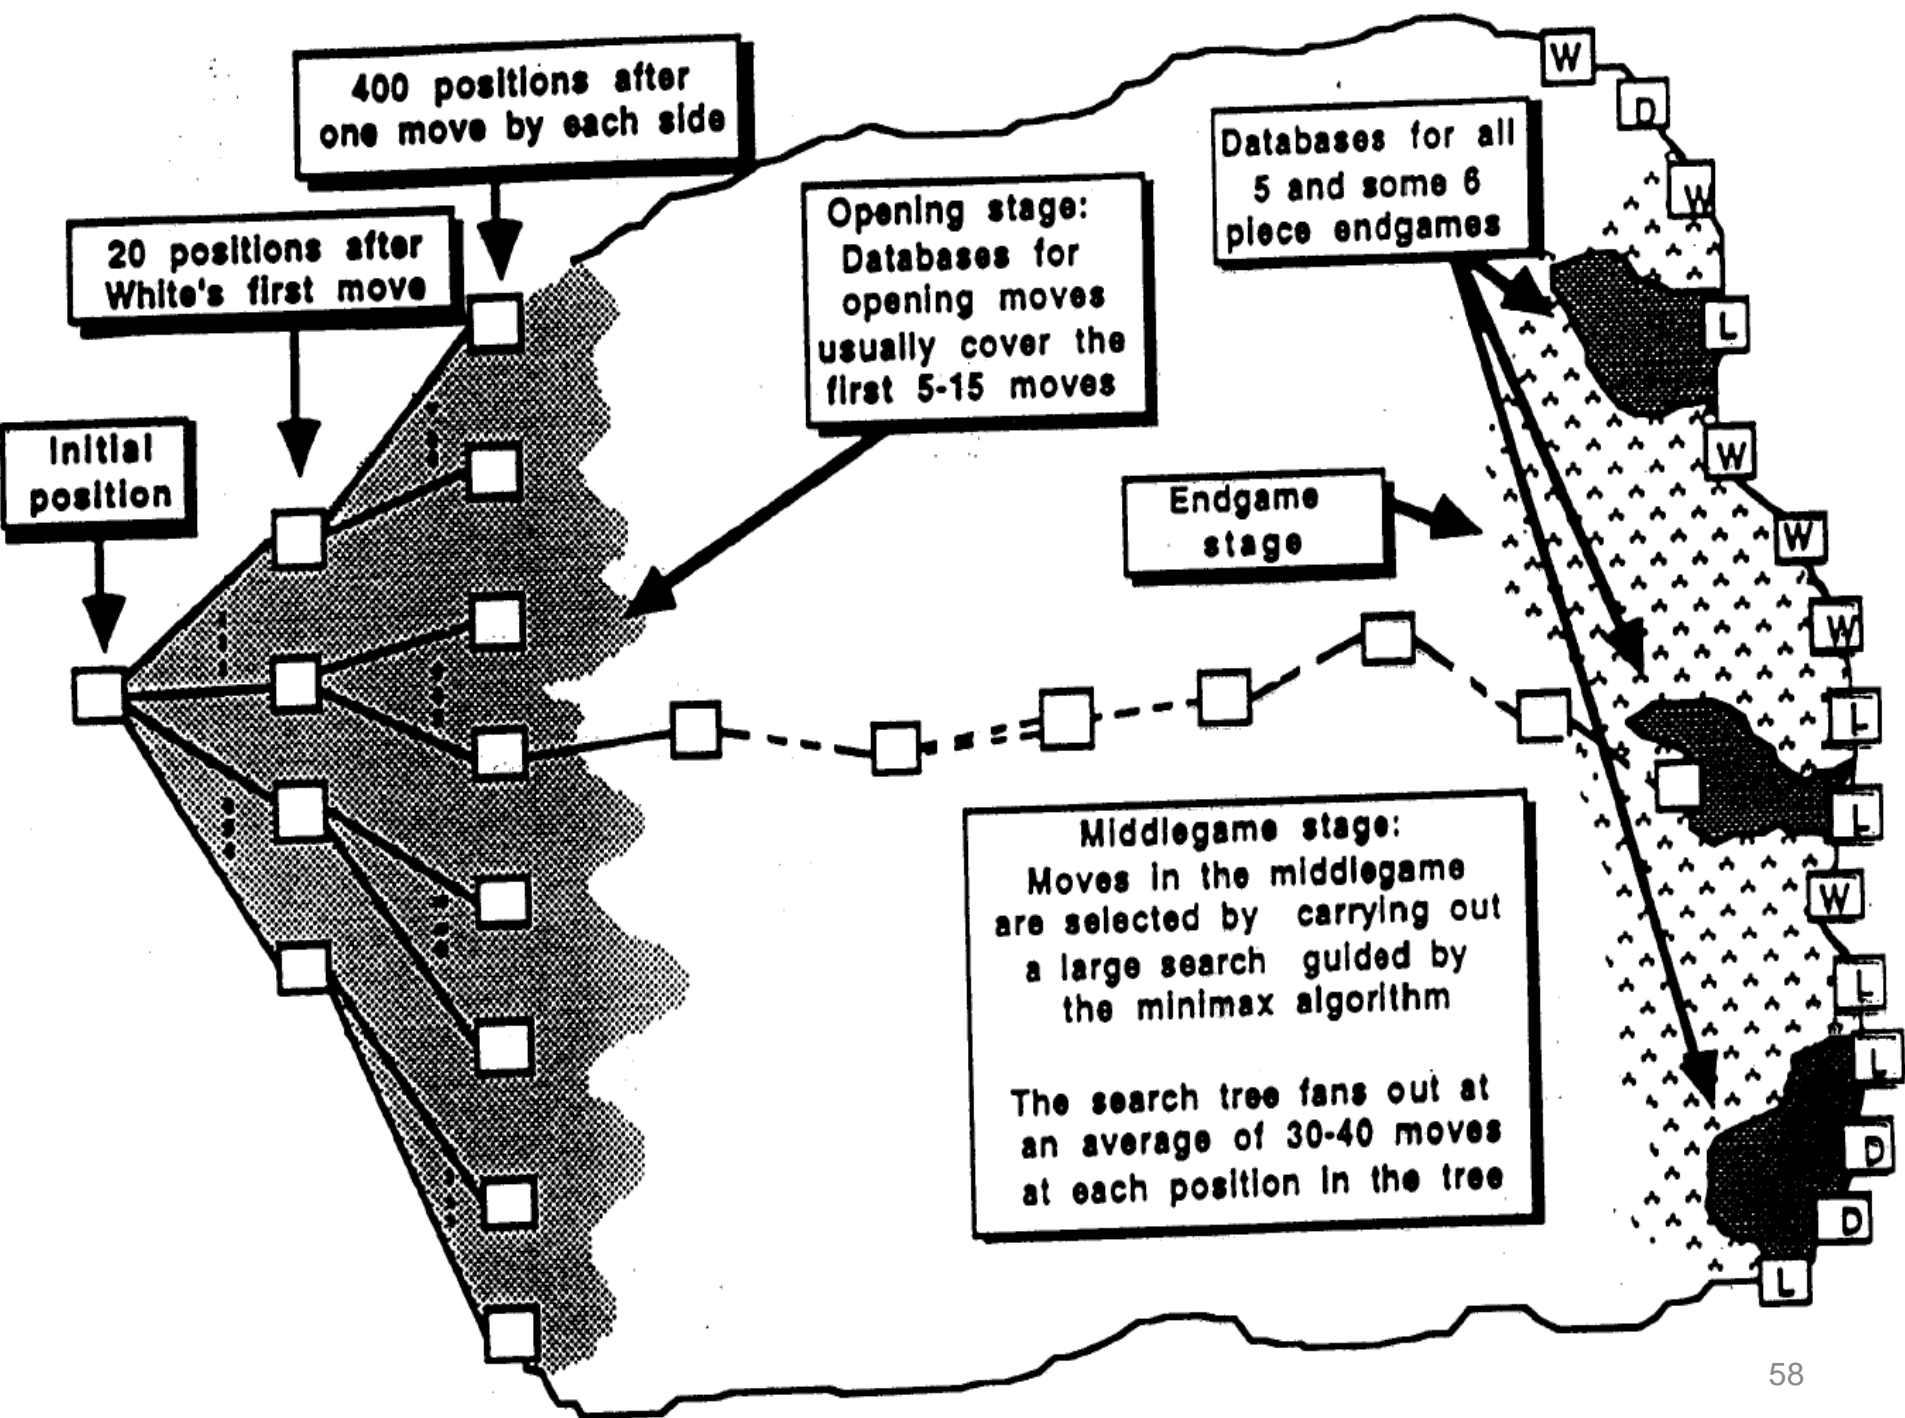 400 positions after
one move by each side
20 positions after
White's first move
Initial
position
Opening stage:
Databases for
opening moves
usually cover the
first 5-15 moves
Databases for all
5 and some 6
piece endgames
Endgame
stage
Middlegame stage:
Moves in the middlegame
are selected by carrying out
a large search guided by
the minimax algorithm
The search tree fans out at
an average of 30-40 moves
at each position in the tree
W
D
W
L
W
W
W
L
L
W
L
L
D
D
L
58